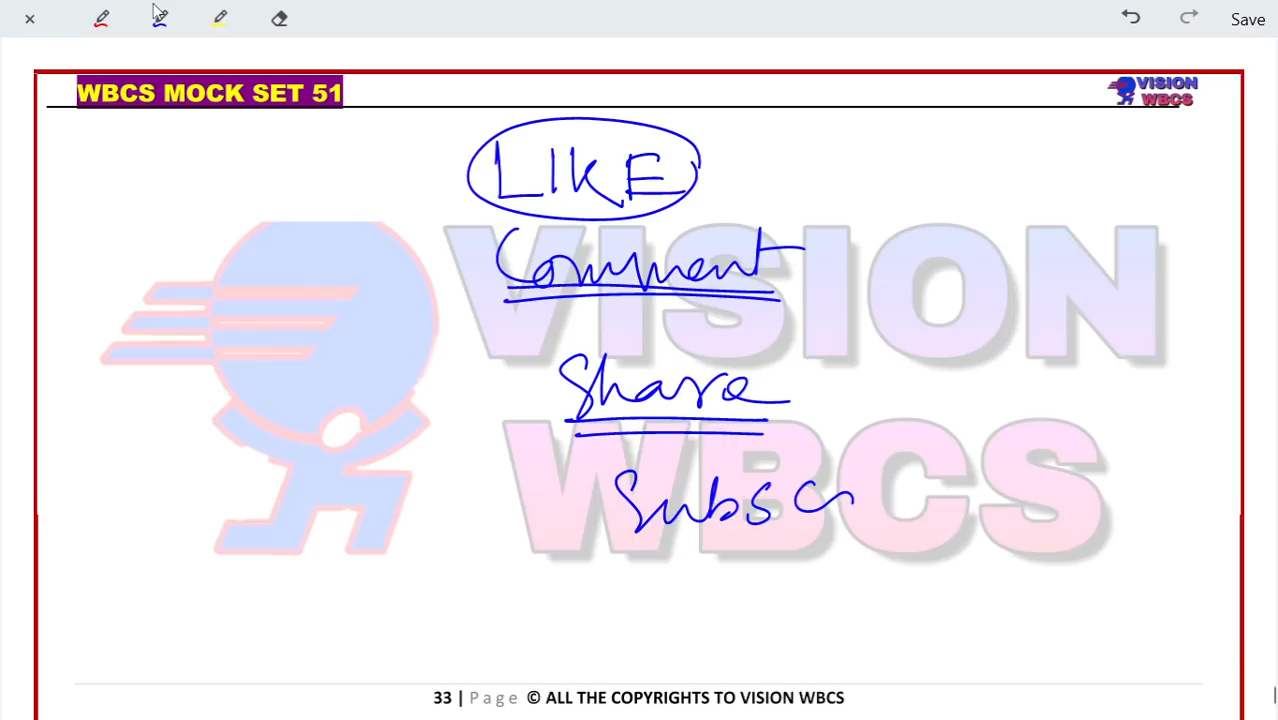 Save
WBCS MOCK SET 51
VISION
WBCS
LIKE
Comment
Share
Subsc
VISION
WBCS
33 | Page © ALL THE COPYRIGHTS TO VISION WBCS